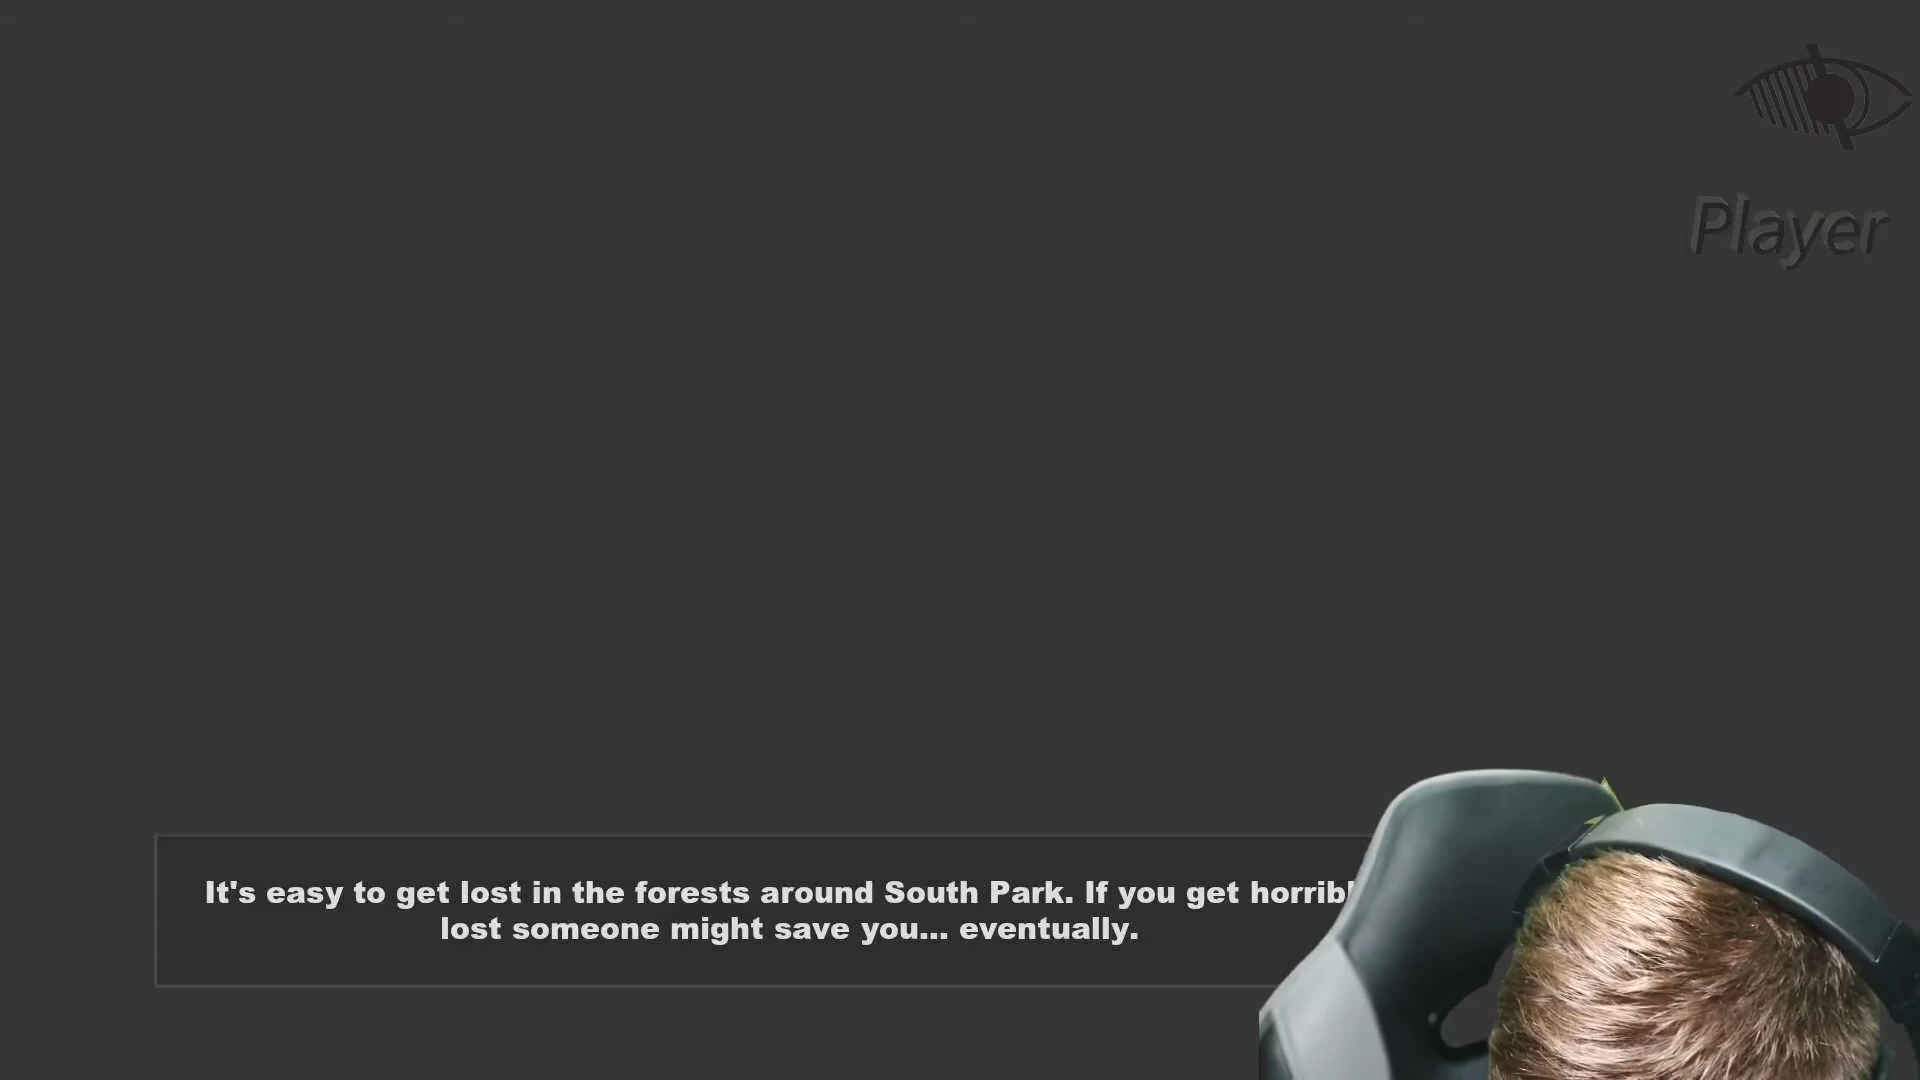 Player
It's easy to get lost in the forests around South Park. If you get
lost someone might save you... eventually.